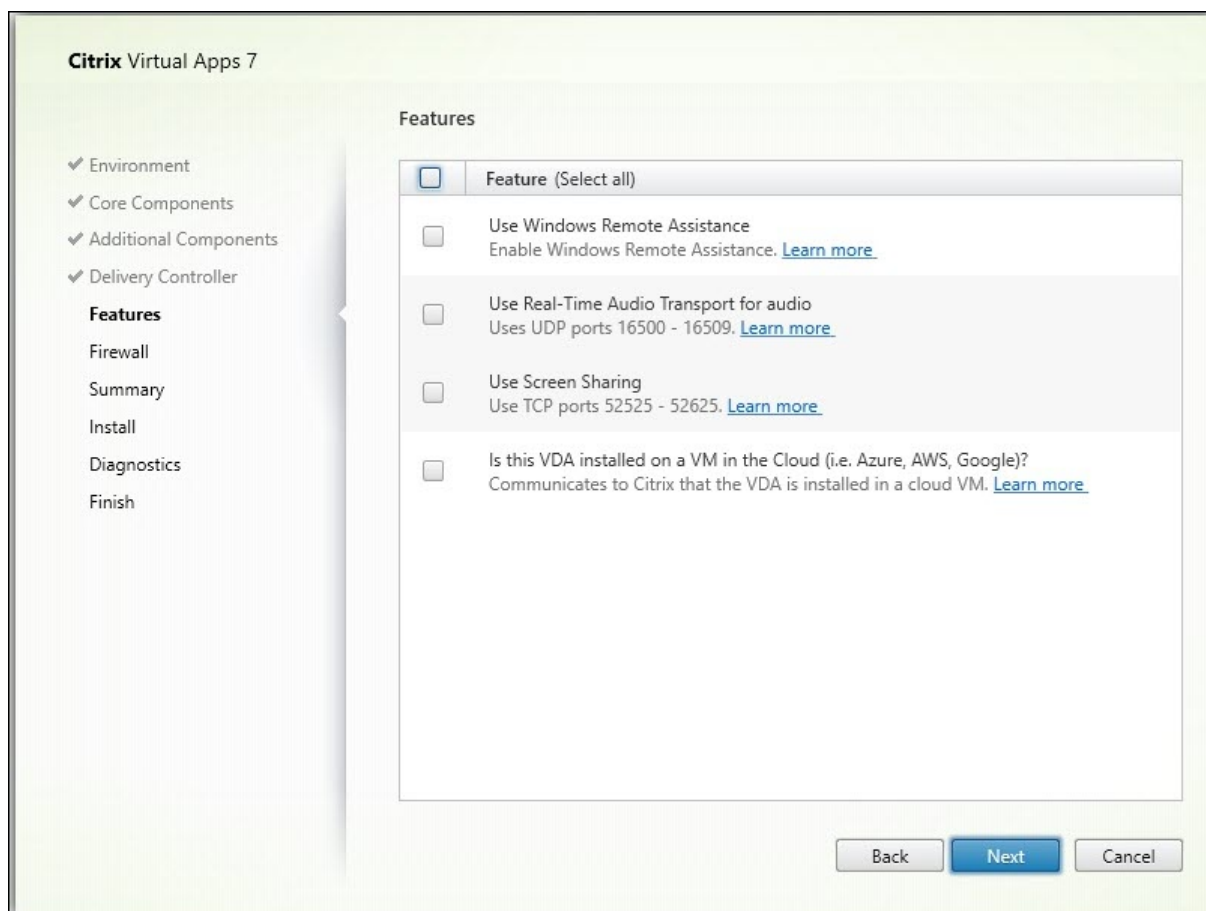 Citrix Virtual Apps 7
Features
Environment
Core Components
Additional Components
Delivery Controller
Features
Firewall
Summary
Install
Diagnostics
Finish
Feature (Select all)
Use Windows Remote Assistance
Enable Windows Remote Assistance. Learn more
Use Real-Time Audio Transport for audio
Uses UDP ports 16500 - 16509. Learn more
Use Screen Sharing
Use TCP ports 52525 - 52625. Learn more
Is this VDA installed on a VM in the Cloud (i.e. Azure, AWS, Google)?
Communicates to Citrix that the VDA is installed in a cloud VM. Learn more
Back
Next
Cancel